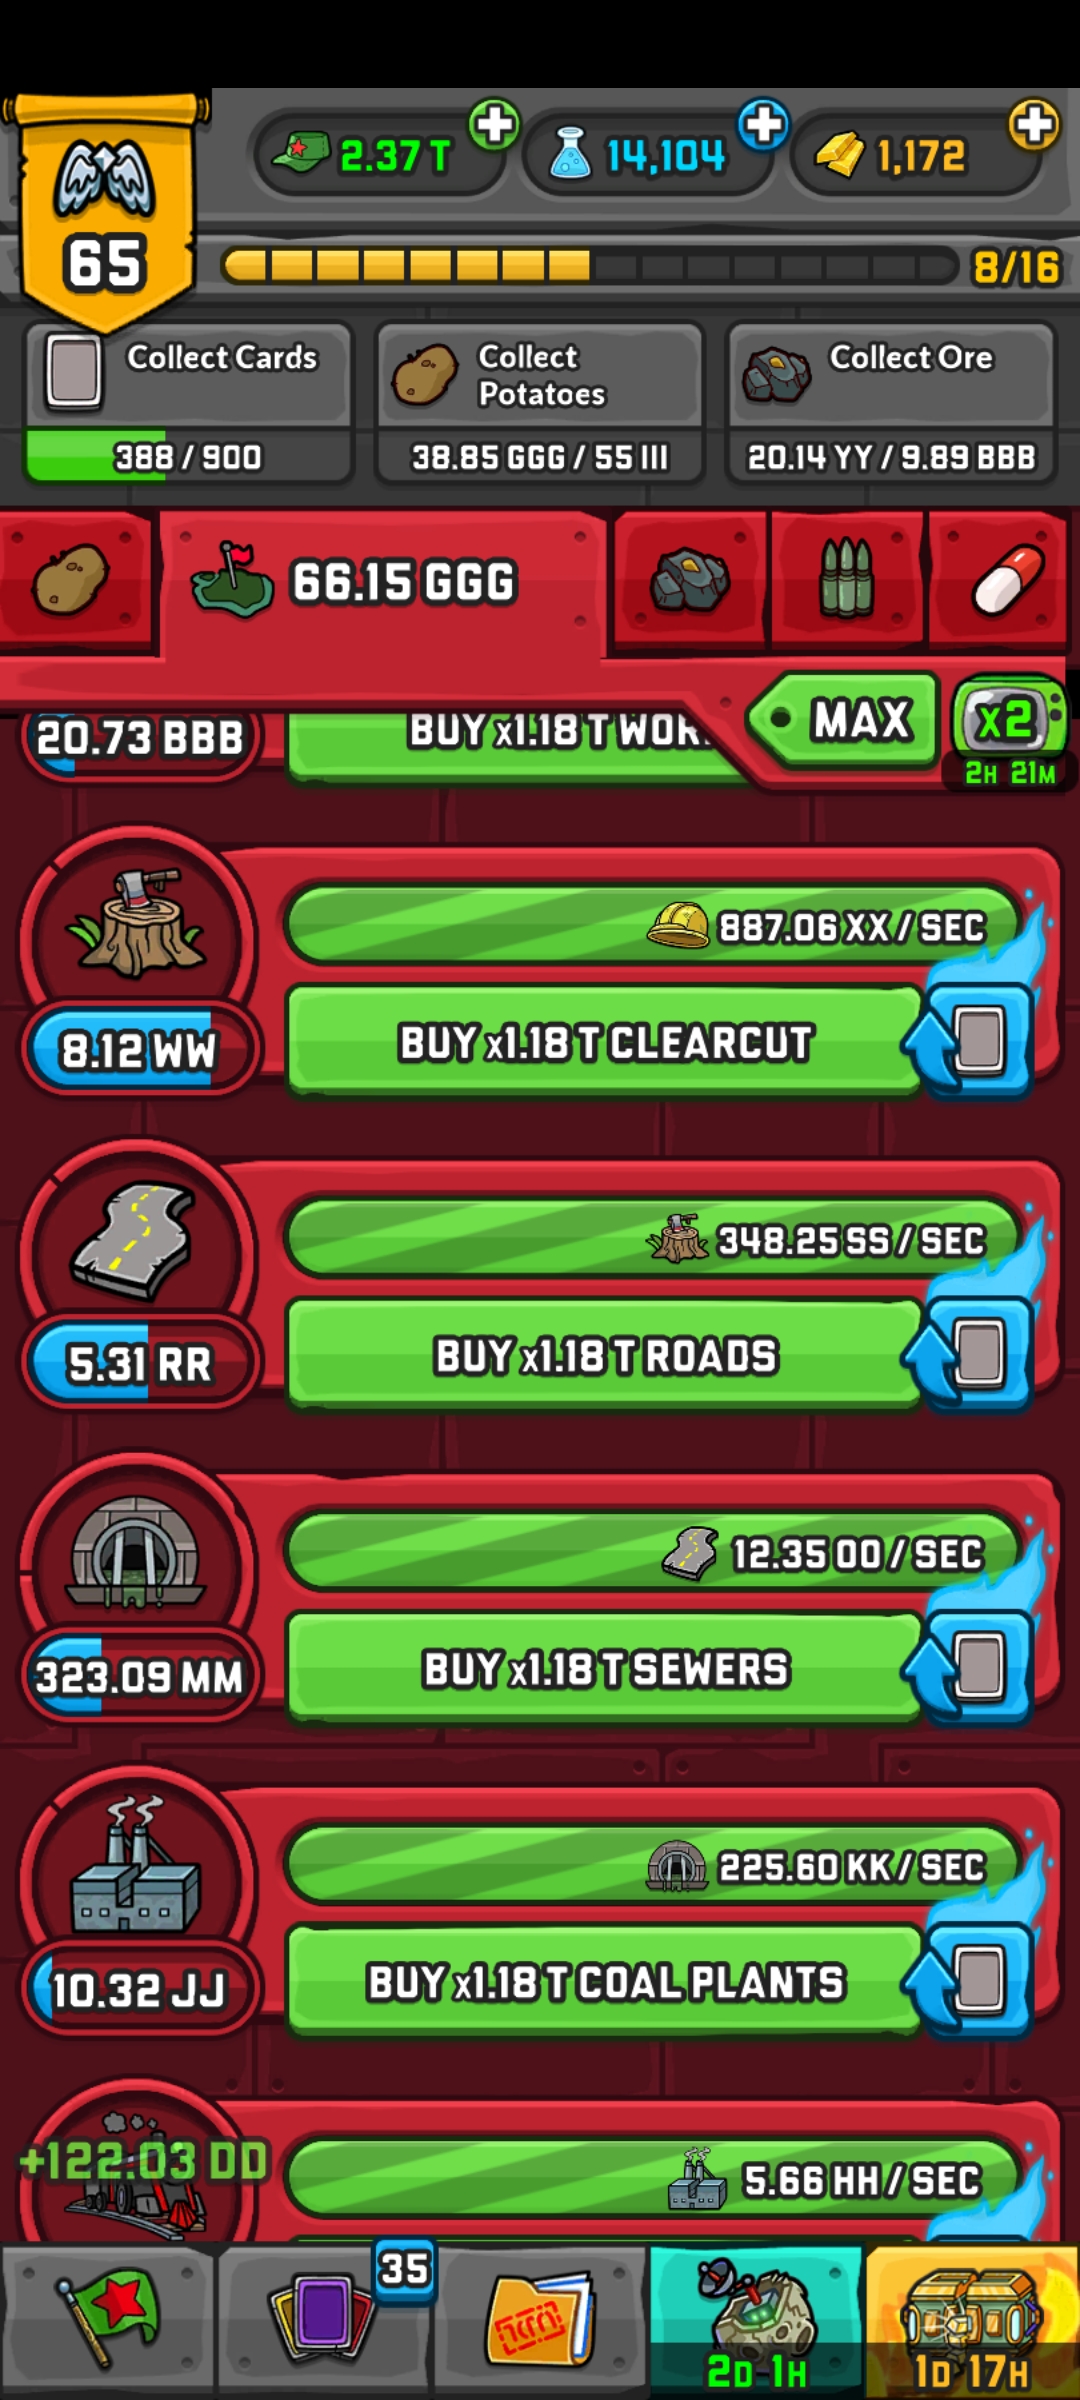 2.37 T
14,104
1,172
65
8/16
Collect Cards
388 / 900
Collect
Potatoes
38.85 GGG / 55 III
Collect Ore
20.14 YY / 9.89 BBB
66.15 GGG
MAX
x2
2H 21M
20.73 BBB
BUY x1.18 T WOR
887.06 XX / SEC
8.12 WW
BUY x1.18 T CLEARCUT
348.25 SS / SEC
5.31 RR
BUY x1.18 T ROADS
12.35 OO / SEC
323.09 MM
BUY x1.18 T SEWERS
225.60 KK / SEC
10.32 JJ
BUY x1.18 T COAL PLANTS
+122.03 DD
5.66 HH / SEC
35
2D 1H
1D 17H